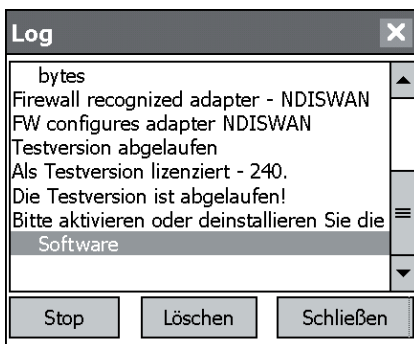 Log
bytes
Firewall recognized adapter - NDISWAN
FW configures adapter NDISWAN
Testversion abgelaufen
Als Testversion lizenziert - 240.
Die Testversion ist abgelaufen!
Bitte aktivieren oder deinstallieren Sie die
Software
Stop Löschen Schließen